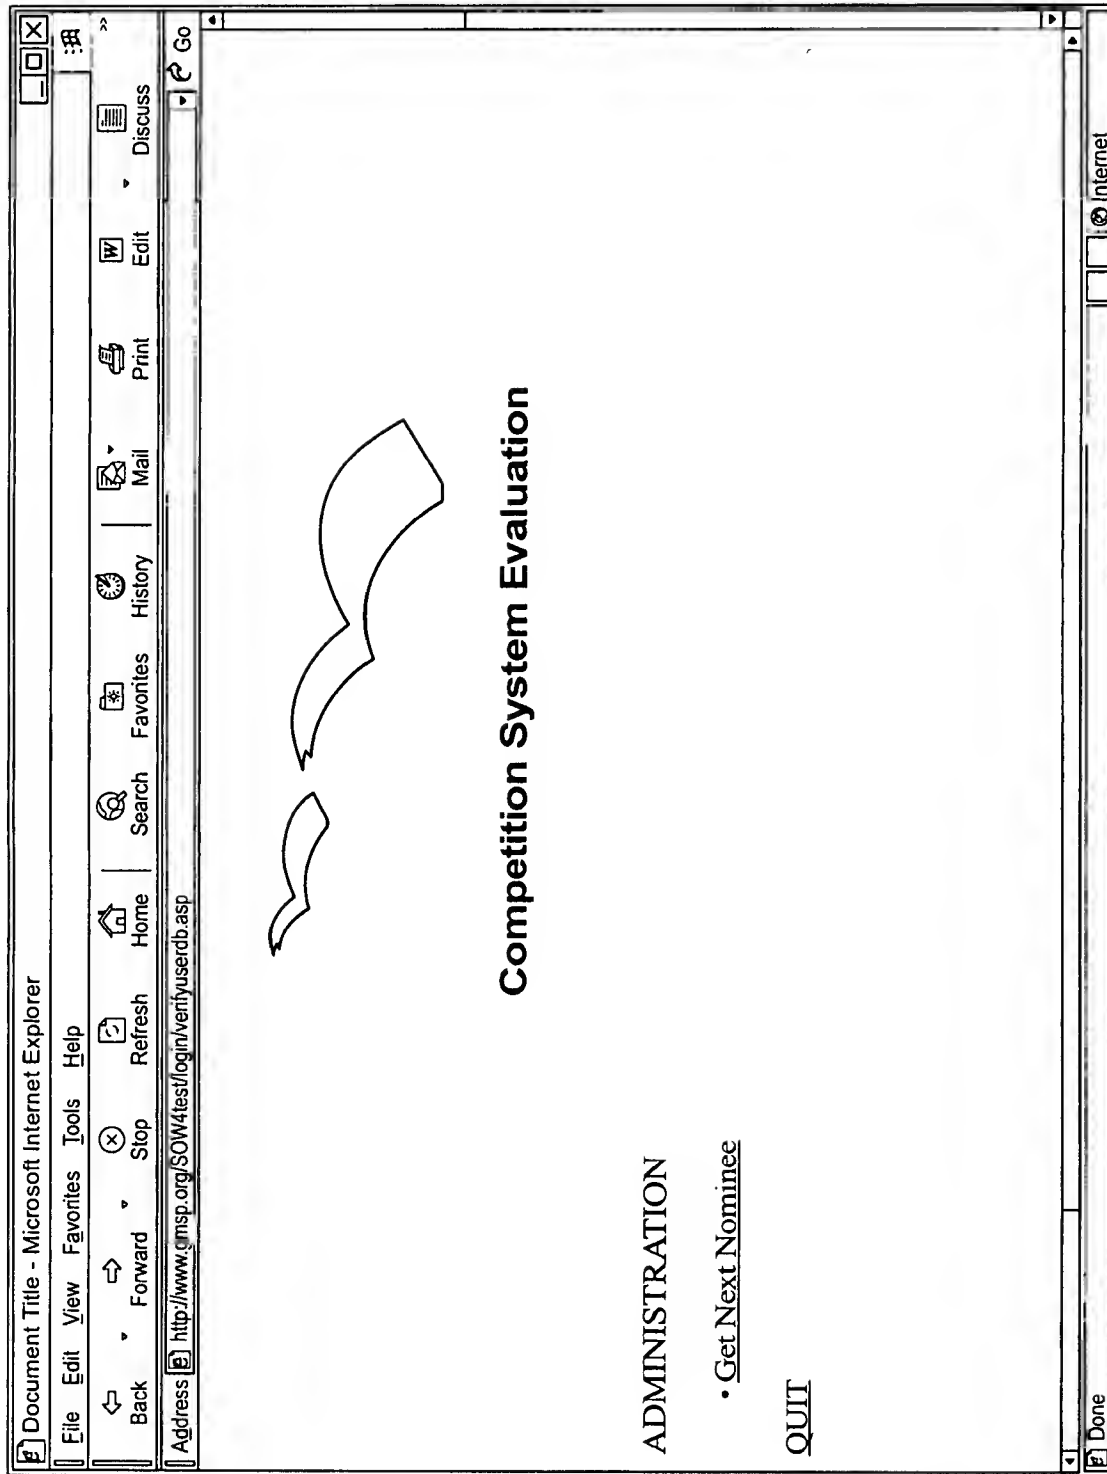 Document Title - Microsoft Internet Explorer
File Edit View Favorites Tools Help
Back Forward Stop Refresh Home Search Favorites History Mail Print Edit Discuss »
Address http://www.gmsp.org/SOW4test/login/verifyuserdb.asp Go
Competition System Evaluation
ADMINISTRATION
• Get Next Nominee
QUIT
Done Internet